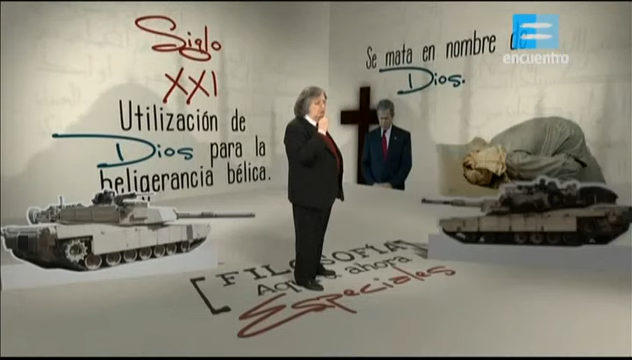 Siglo
XXI
Utilización de
Dios para la
beligerancia bélica.
Se mata en nombre de
Dios.
encuentro
[FILOSOFÍA
Aquí y ahora
Especiales